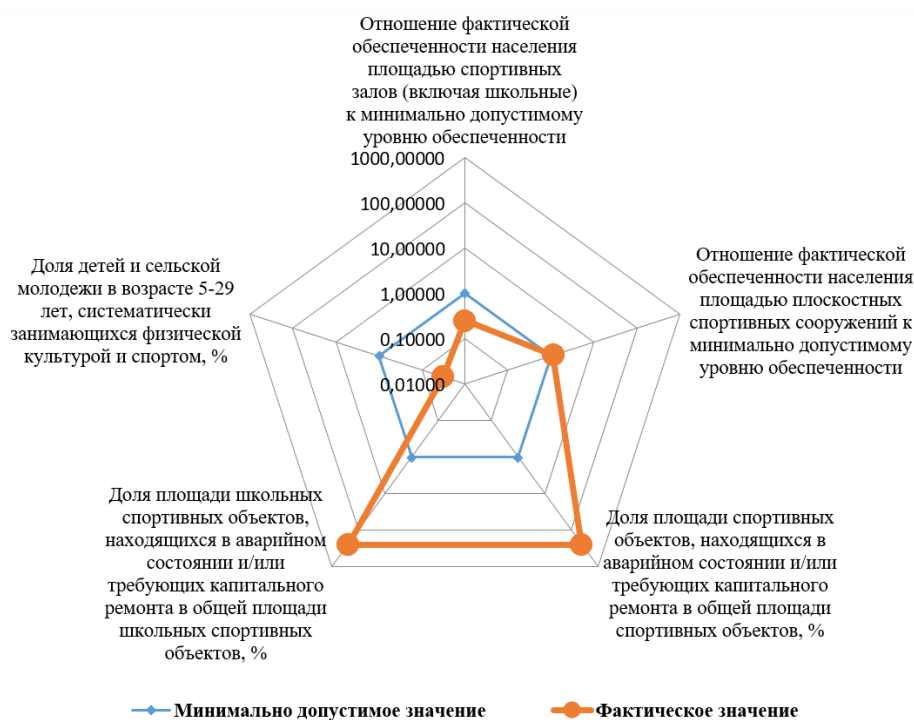 Отношение фактической
обеспеченности населения
площадью спортивных
залов (включая школьные)
к минимально допустимому
уровню обеспеченности
1000,00000
100,00000
10,00000
1,00000
0,10000
0,01000
Отношение фактической
обеспеченности населения
площадью плоскостных
спортивных сооружений к
минимально допустимому
уровню обеспеченности
Доля площади спортивных
объектов, находящихся в
аварийном состоянии и/или
требующих капитального
ремонта в общей площади
спортивных объектов, %
Доля площади школьных
спортивных объектов,
находящихся в аварийном
состоянии и/или
требующих капитального
ремонта в общей площади
школьных спортивных
объектов, %
Доля детей и сельской
молодежи в возрасте 5-29
лет, систематически
занимающихся физической
культурой и спортом, %
Минимально допустимое значение
Фактическое значение